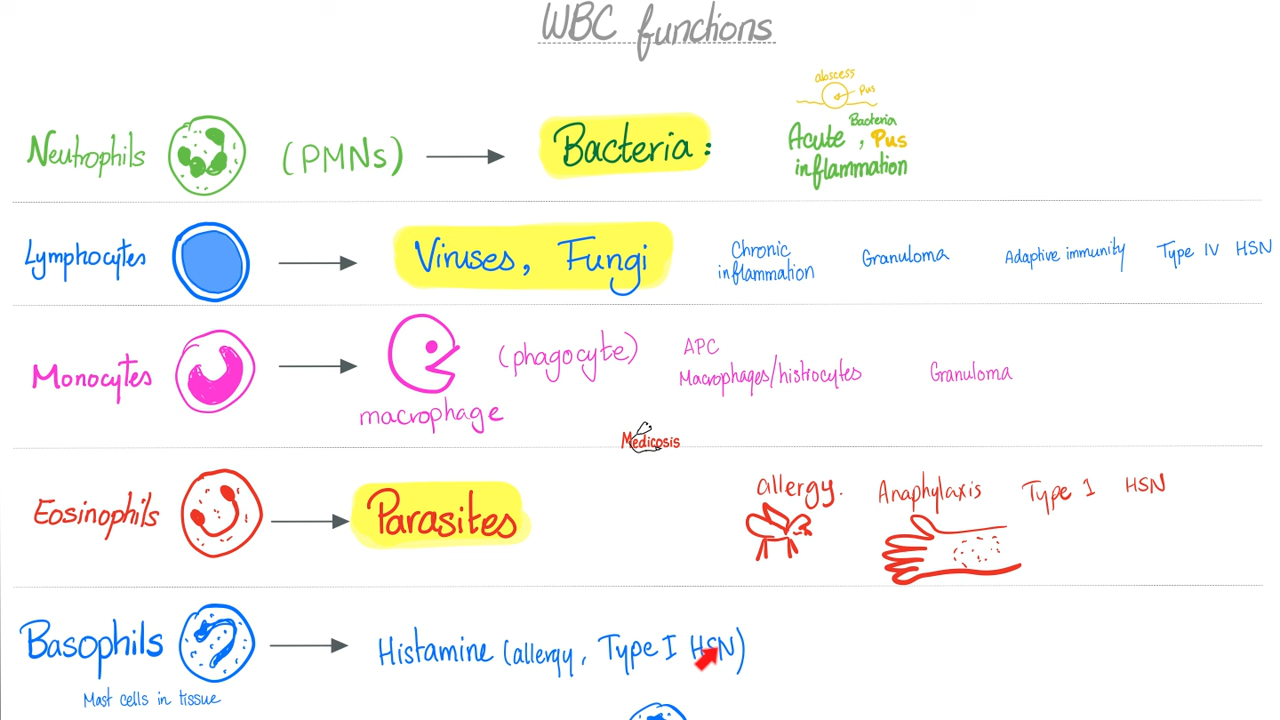 WBC functions
abscess
Pus
Neutrophils (PMNs) Bacteria:
Bacteria
Acute, Pus
inflammation
Lymphocytes Viruses, Fungi
Chronic
inflammation
Granuloma
Adaptive immunity
Type IV HSN
Monocytes
macrophage
(phagocyte)
APC
Macrophages/histiocytes
Granuloma
Medicosis
Eosinophils Parasites
allergy.
Anaphylaxis
Type I HSN
Basophils Histamine (allergy, Type I HSN)
Mast cells in tissue